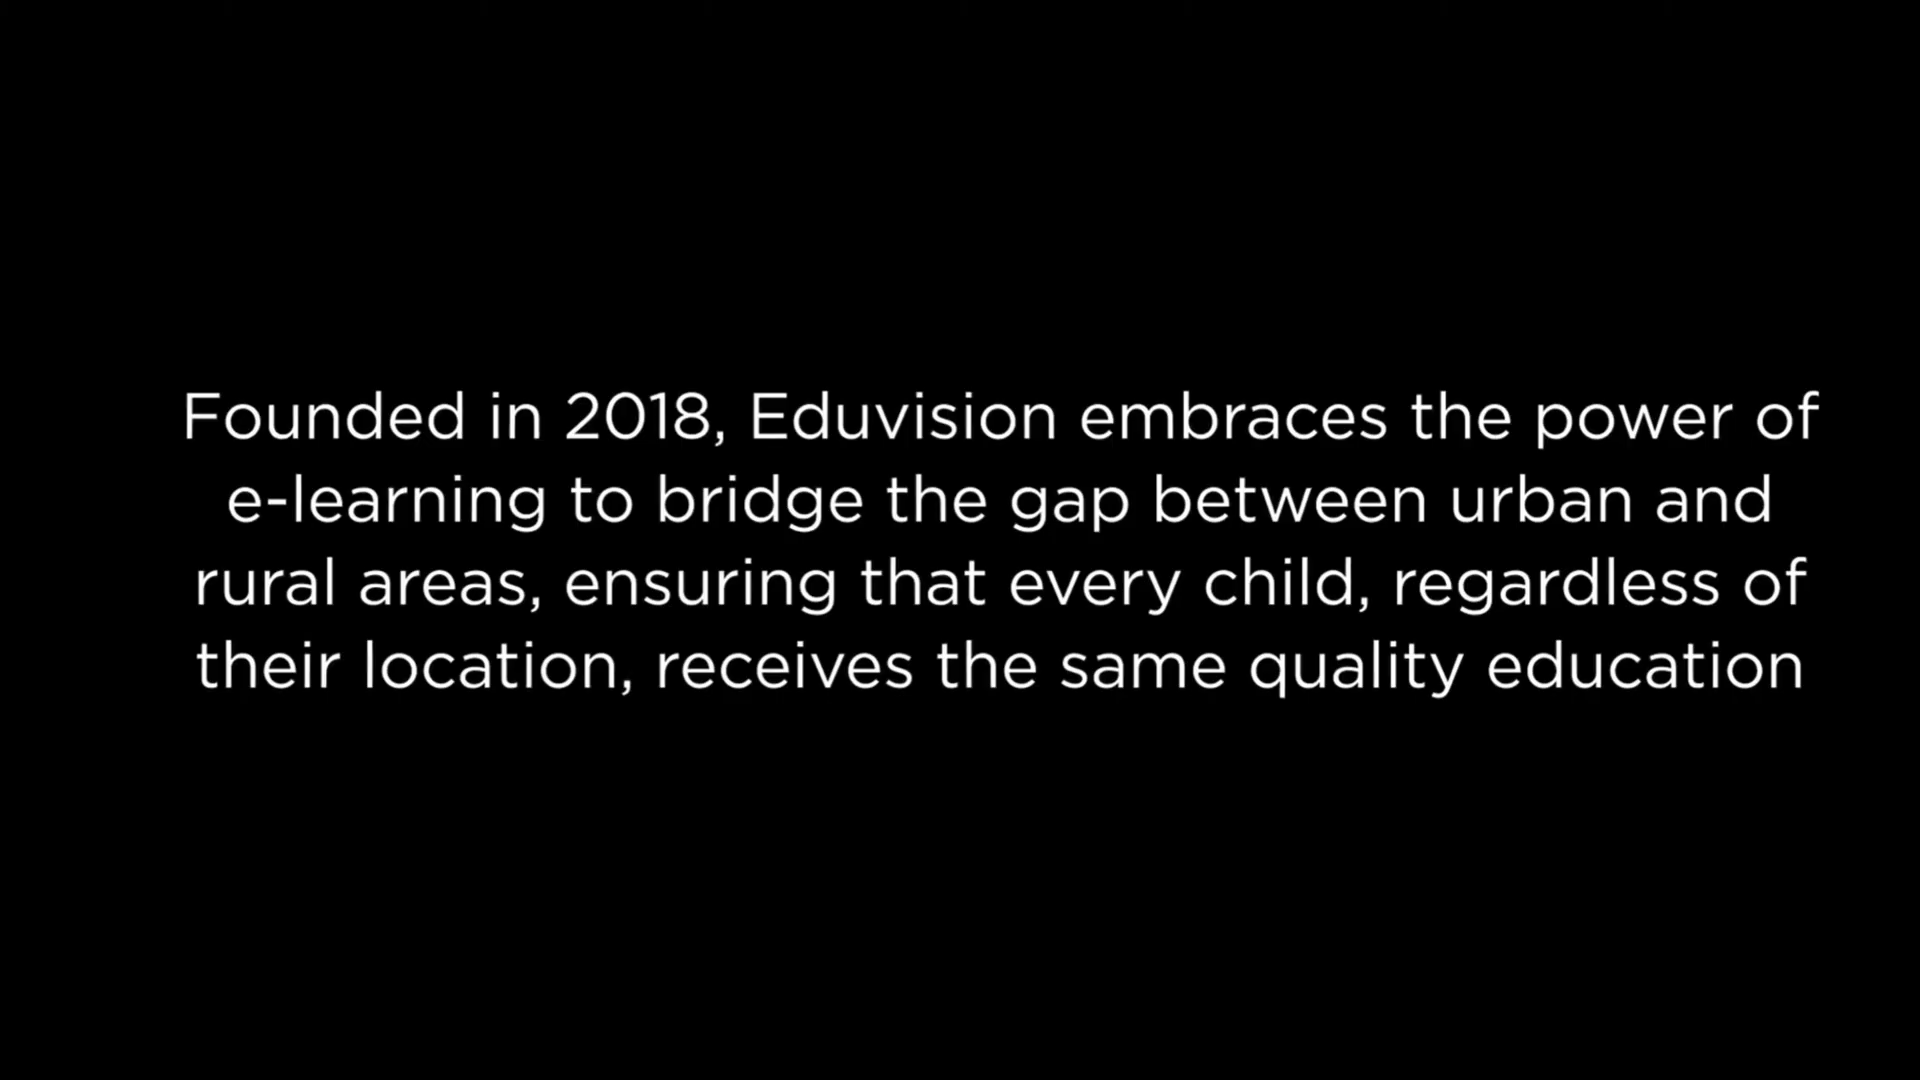 Founded in 2018, Eduvision embraces the power of
e-learning to bridge the gap between urban and
rural areas, ensuring that every child, regardless of
their location, receives the same quality education